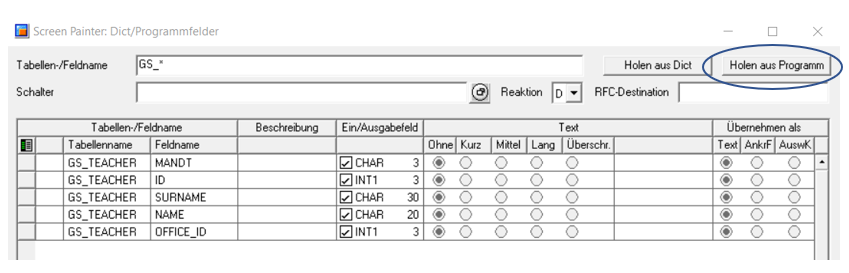 Screen Painter: Dict/Programmfelder
Tabellen-/Feldname GS_* Holen aus Dict Holen aus Programm
Schalter Reaktion D RFC-Destination
Tabellen-/Feldname Beschreibung Ein/Ausgabefeld Text Übernehmen als
Tabellenname Feldname Ohne Kurz Mittel Lang Überschr. Text AnkrF AuswK
GS_TEACHER MANDT CHAR 3
GS_TEACHER ID INT1 3
GS_TEACHER SURNAME CHAR 30
GS_TEACHER NAME CHAR 20
GS_TEACHER OFFICE_ID INT1 3